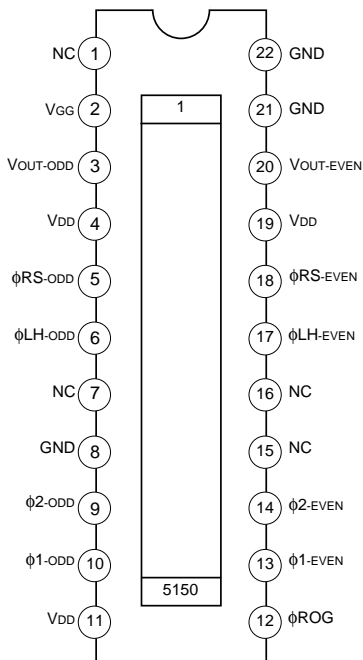 NC 1 22 GND
VGG 2 1 21 GND
VOUT-ODD 3 20 VOUT-EVEN
VDD 4 19 VDD
ϕRS-ODD 5 18 ϕRS-EVEN
ϕLH-ODD 6 17 ϕLH-EVEN
NC 7 16 NC
GND 8 15 NC
ϕ2-ODD 9 14 ϕ2-EVEN
ϕ1-ODD 10 13 ϕ1-EVEN
VDD 11 5150 12 ϕROG